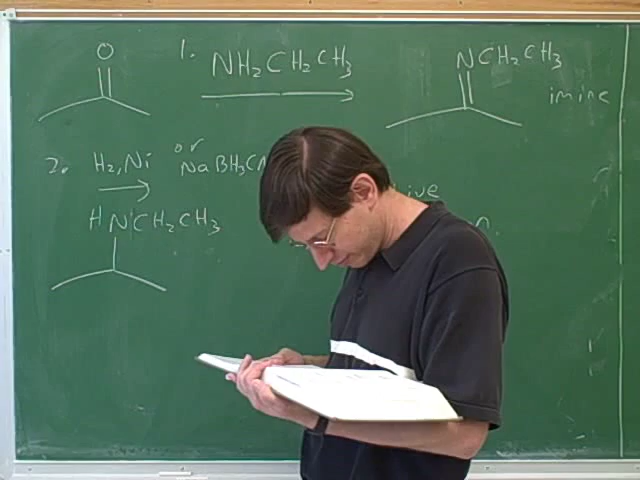 O
1. NH2CH2CH3
NCH2CH3
imine
2. H2, Ni or NaBH3CN
HNCH2CH3